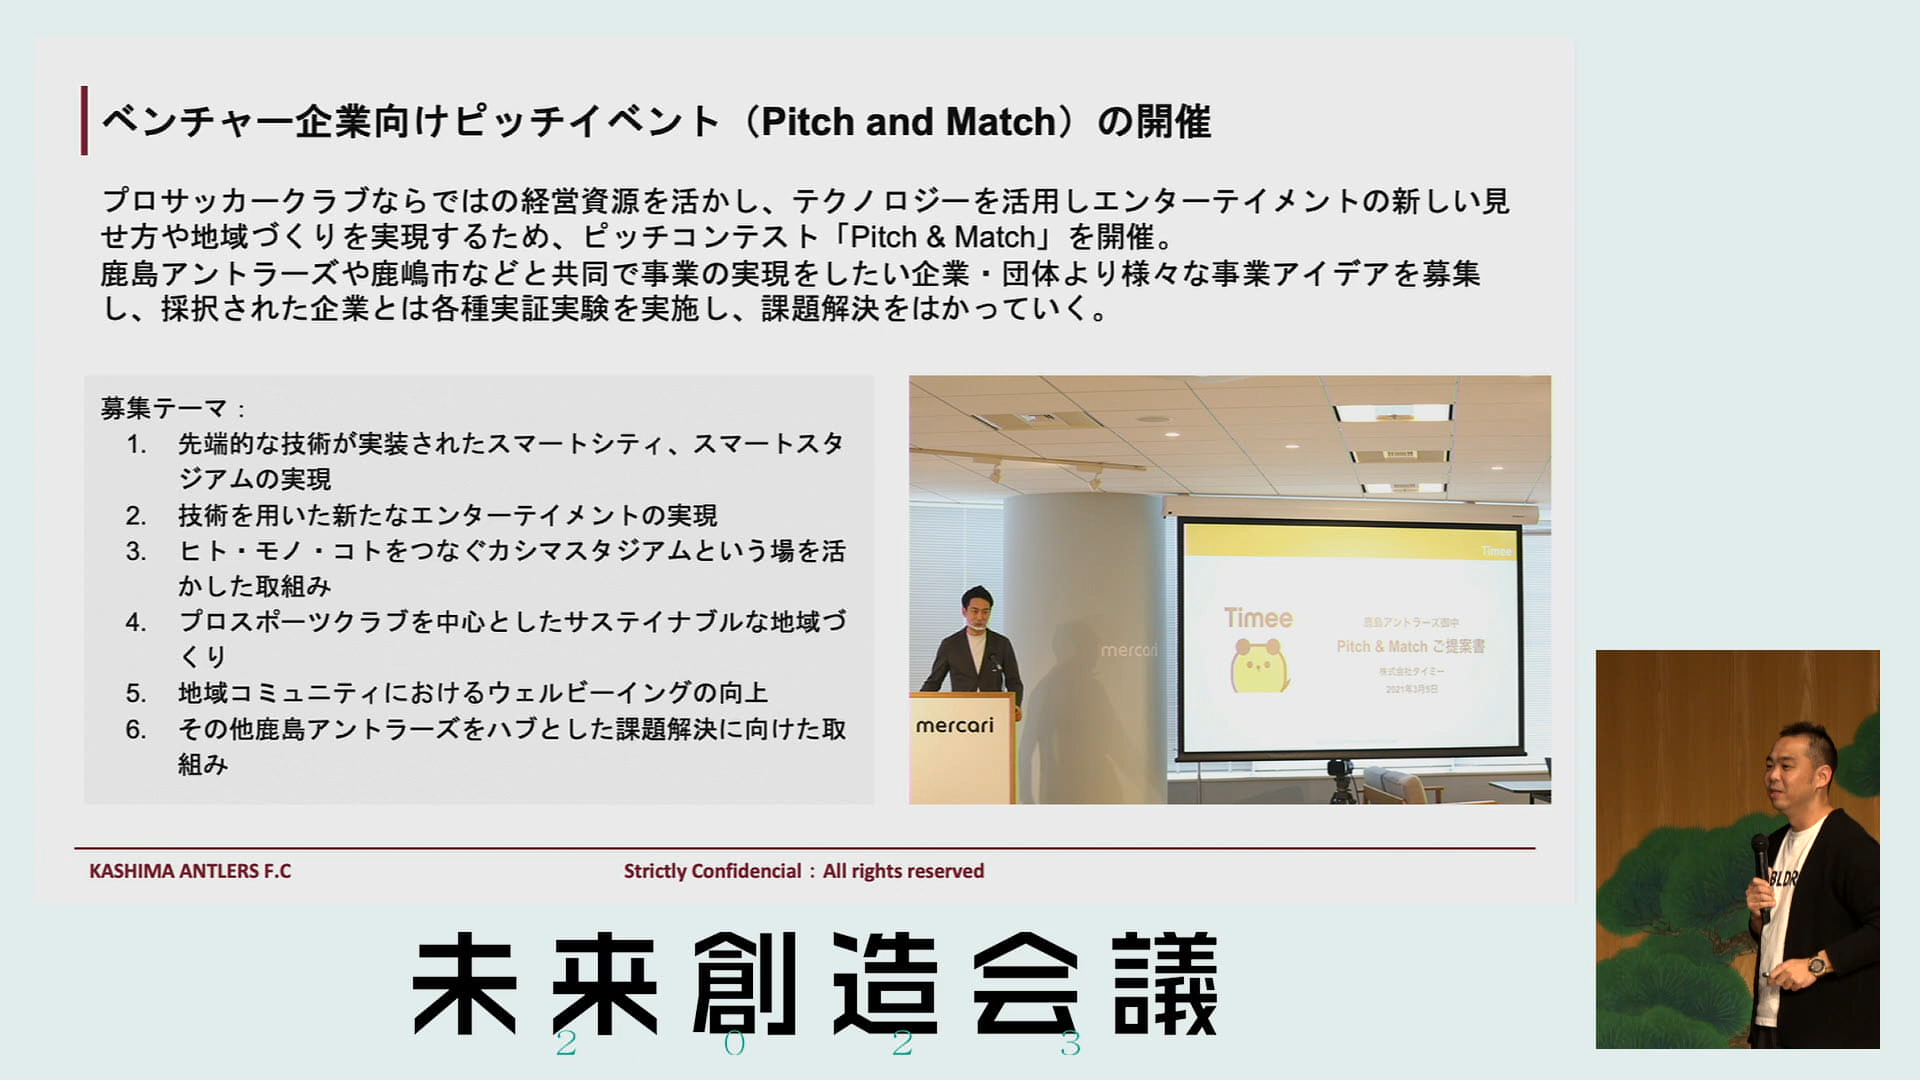 ベンチャー企業向けピッチイベント（Pitch and Match）の開催
プロサッカークラブならではの経営資源を活かし、テクノロジーを活用しエンターテイメントの新しい見
せ方や地域づくりを実現するため、ピッチコンテスト「Pitch & Match」を開催。
鹿島アントラーズや鹿嶋市などと共同で事業の実現をしたい企業・団体より様々な事業アイデアを募集
し、採択された企業とは各種実証実験を実施し、課題解決をはかっていく。
募集テーマ：
1. 先端的な技術が実装されたスマートシティ、スマートスタ
ジアムの実現
2. 技術を用いた新たなエンターテイメントの実現
3. ヒト・モノ・コトをつなぐカシマスタジアムという場を活
かした取組み
4. プロスポーツクラブを中心としたサステイナブルな地域づ
くり
5. 地域コミュニティにおけるウェルビーイングの向上
6. その他鹿島アントラーズをハブとした課題解決に向けた取
組み
Timee
Timee
鹿島アントラーズ御中
Pitch & Match ご提案書
株式会社タイミー
2021年3月5日
mercari
mercari
KASHIMA ANTLERS F.C
Strictly Confidencial：All rights reserved
BLDR
未来創造会議
2023